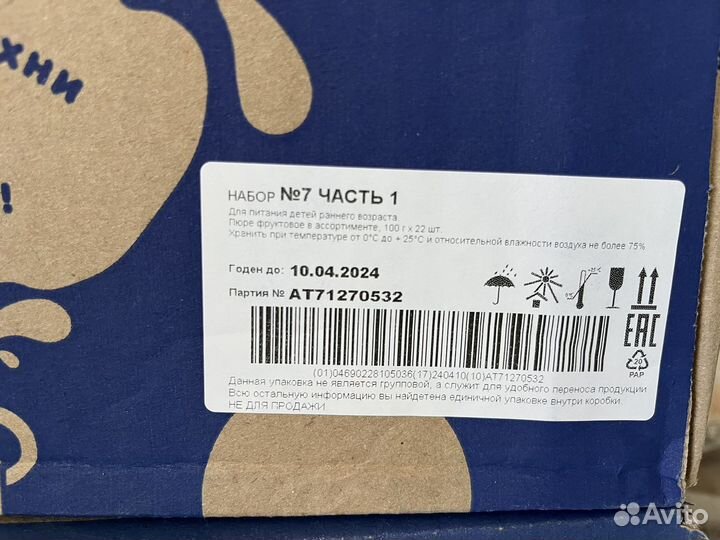 ХНИ
!
НАБОР №7 ЧАСТЬ 1
Для питания детей раннего возраста
Пюре фруктовое в ассортименте, 100 г х 22 шт.
Хранить при температуре от 0°С до + 25°С и относительной влажности воздуха не более 75%
Годен до: 10.04.2024
Партия № АТ71270532
EAC
20
PAP
(01)04690228105036(17)240410(10)AT71270532
Данная упаковка не является групповой, а служит для удобного переноса продукции
Всю остальную информацию вы найдетена единичной упаковке внутри коробки.
НЕ ДЛЯ ПРОДАЖИ
Avito